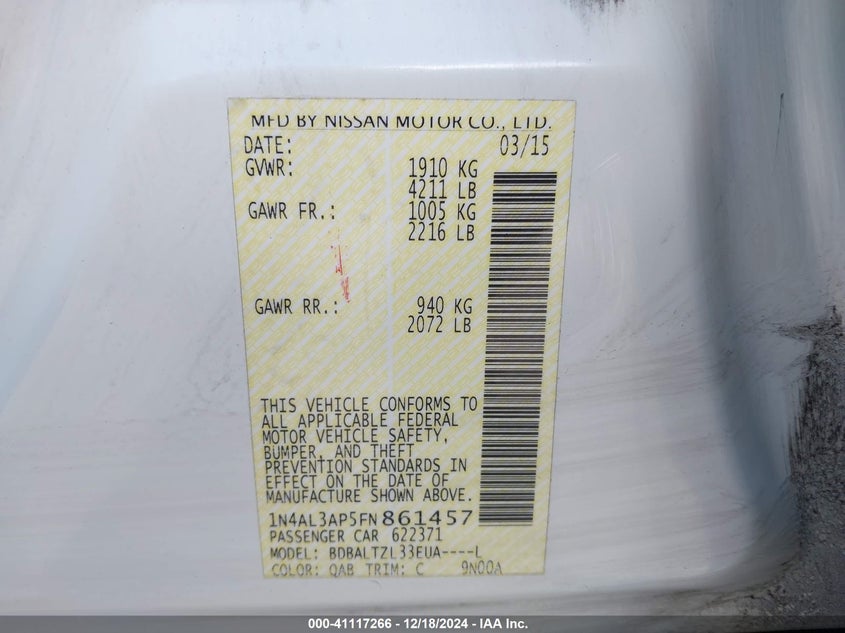 MFD BY NISSAN MOTOR CO., LTD.
DATE: 03/15
GVWR: 1910 KG
4211 LB
GAWR FR.: 1005 KG
2216 LB
GAWR RR.: 940 KG
2072 LB
THIS VEHICLE CONFORMS TO
ALL APPLICABLE FEDERAL
MOTOR VEHICLE SAFETY,
BUMPER, AND THEFT
PREVENTION STANDARDS IN
EFFECT ON THE DATE OF
MANUFACTURE SHOWN ABOVE.
1N4AL3AP5FN861457
PASSENGER CAR 622371
MODEL: BDBALTZL33EUA----L
COLOR: QAB TRIM: C 9N00A
000-41117266 - 12/18/2024 - IAA Inc.